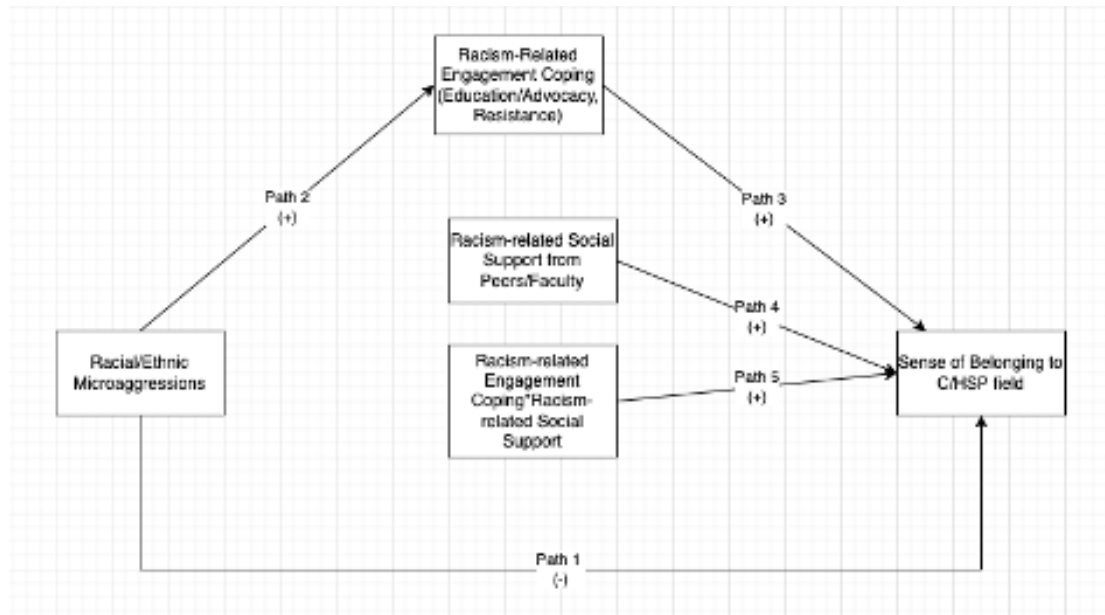 Racism-Related
Engagement Coping
(Education/Advocacy,
Resistance)
Path 2
(+)
Path 3
(+)
Racism-related Social
Support from
Peers/Faculty
Path 4
(+)
Racial/Ethnic
Microaggressions
Racism-related
Engagement
Coping*Racism-
related Social
Support
Path 5
(+)
Sense of Belonging to
C/HSP field
Path 1
(-)